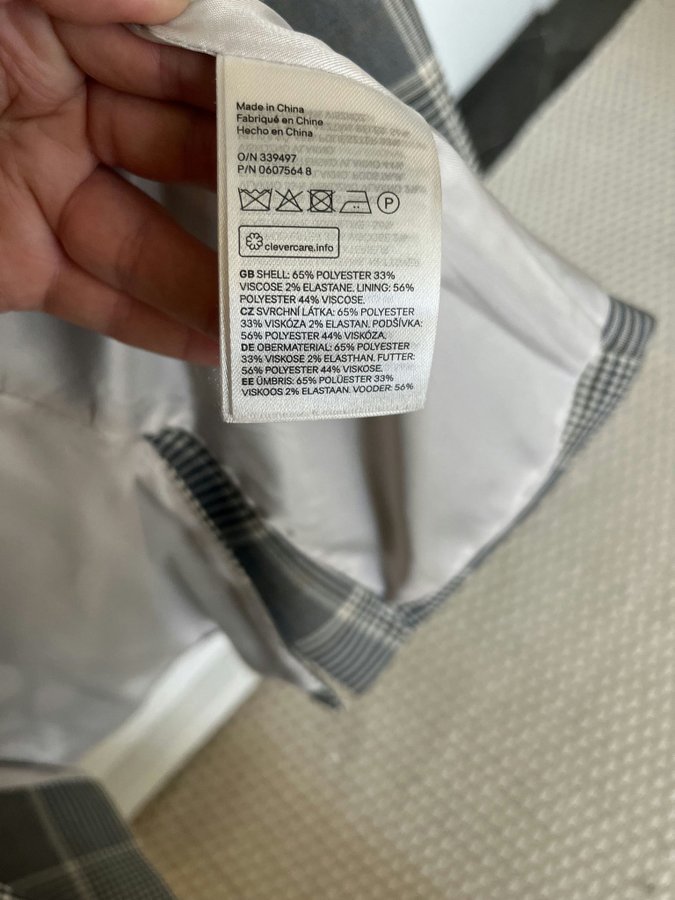 Made in China
Fabriqué en Chine
Hecho en China
O/N 339497
P/N 0607564 8
P
clevercare.info
GB SHELL: 65% POLYESTER 33%
VISCOSE 2% ELASTANE. LINING: 56%
POLYESTER 44% VISCOSE.
CZ SVRCHNÍ LÁTKA: 65% POLYESTER
33% VISKÓZA 2% ELASTAN. PODŠÍVKA:
56% POLYESTER 44% VISKÓZA.
DE OBERMATERIAL: 65% POLYESTER
33% VISKOSE 2% ELASTHAN. FUTTER:
56% POLYESTER 44% VISKOSE.
EE ÜMBRIS: 65% POLÜESTER 33%
VISKOOS 2% ELASTAAN. VOODER: 56%